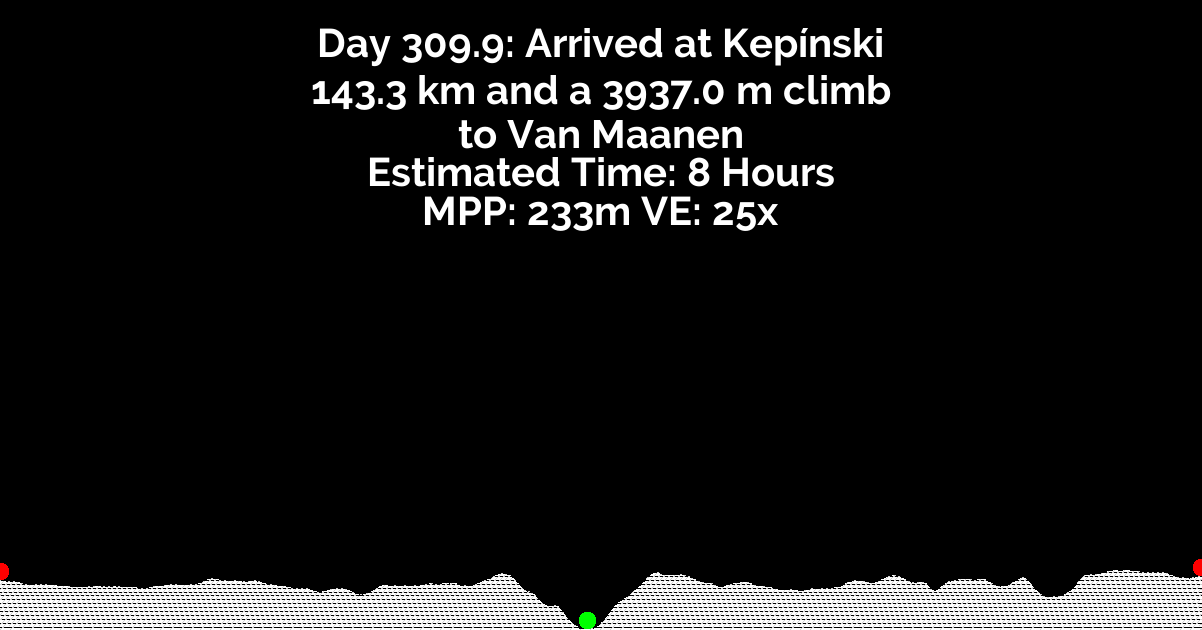 Day 309.9: Arrived at Kepínski
143.3 km and a 3937.0 m climb
to Van Maanen
Estimated Time: 8 Hours
MPP: 233m VE: 25x